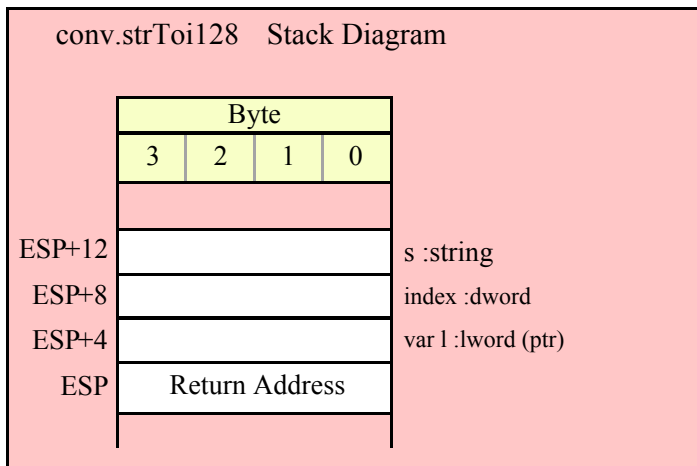 conv.strToi128 Stack Diagram
Byte
3 2 1 0
ESP+12 s :string
ESP+8 index :dword
ESP+4 var l :lword (ptr)
ESP Return Address